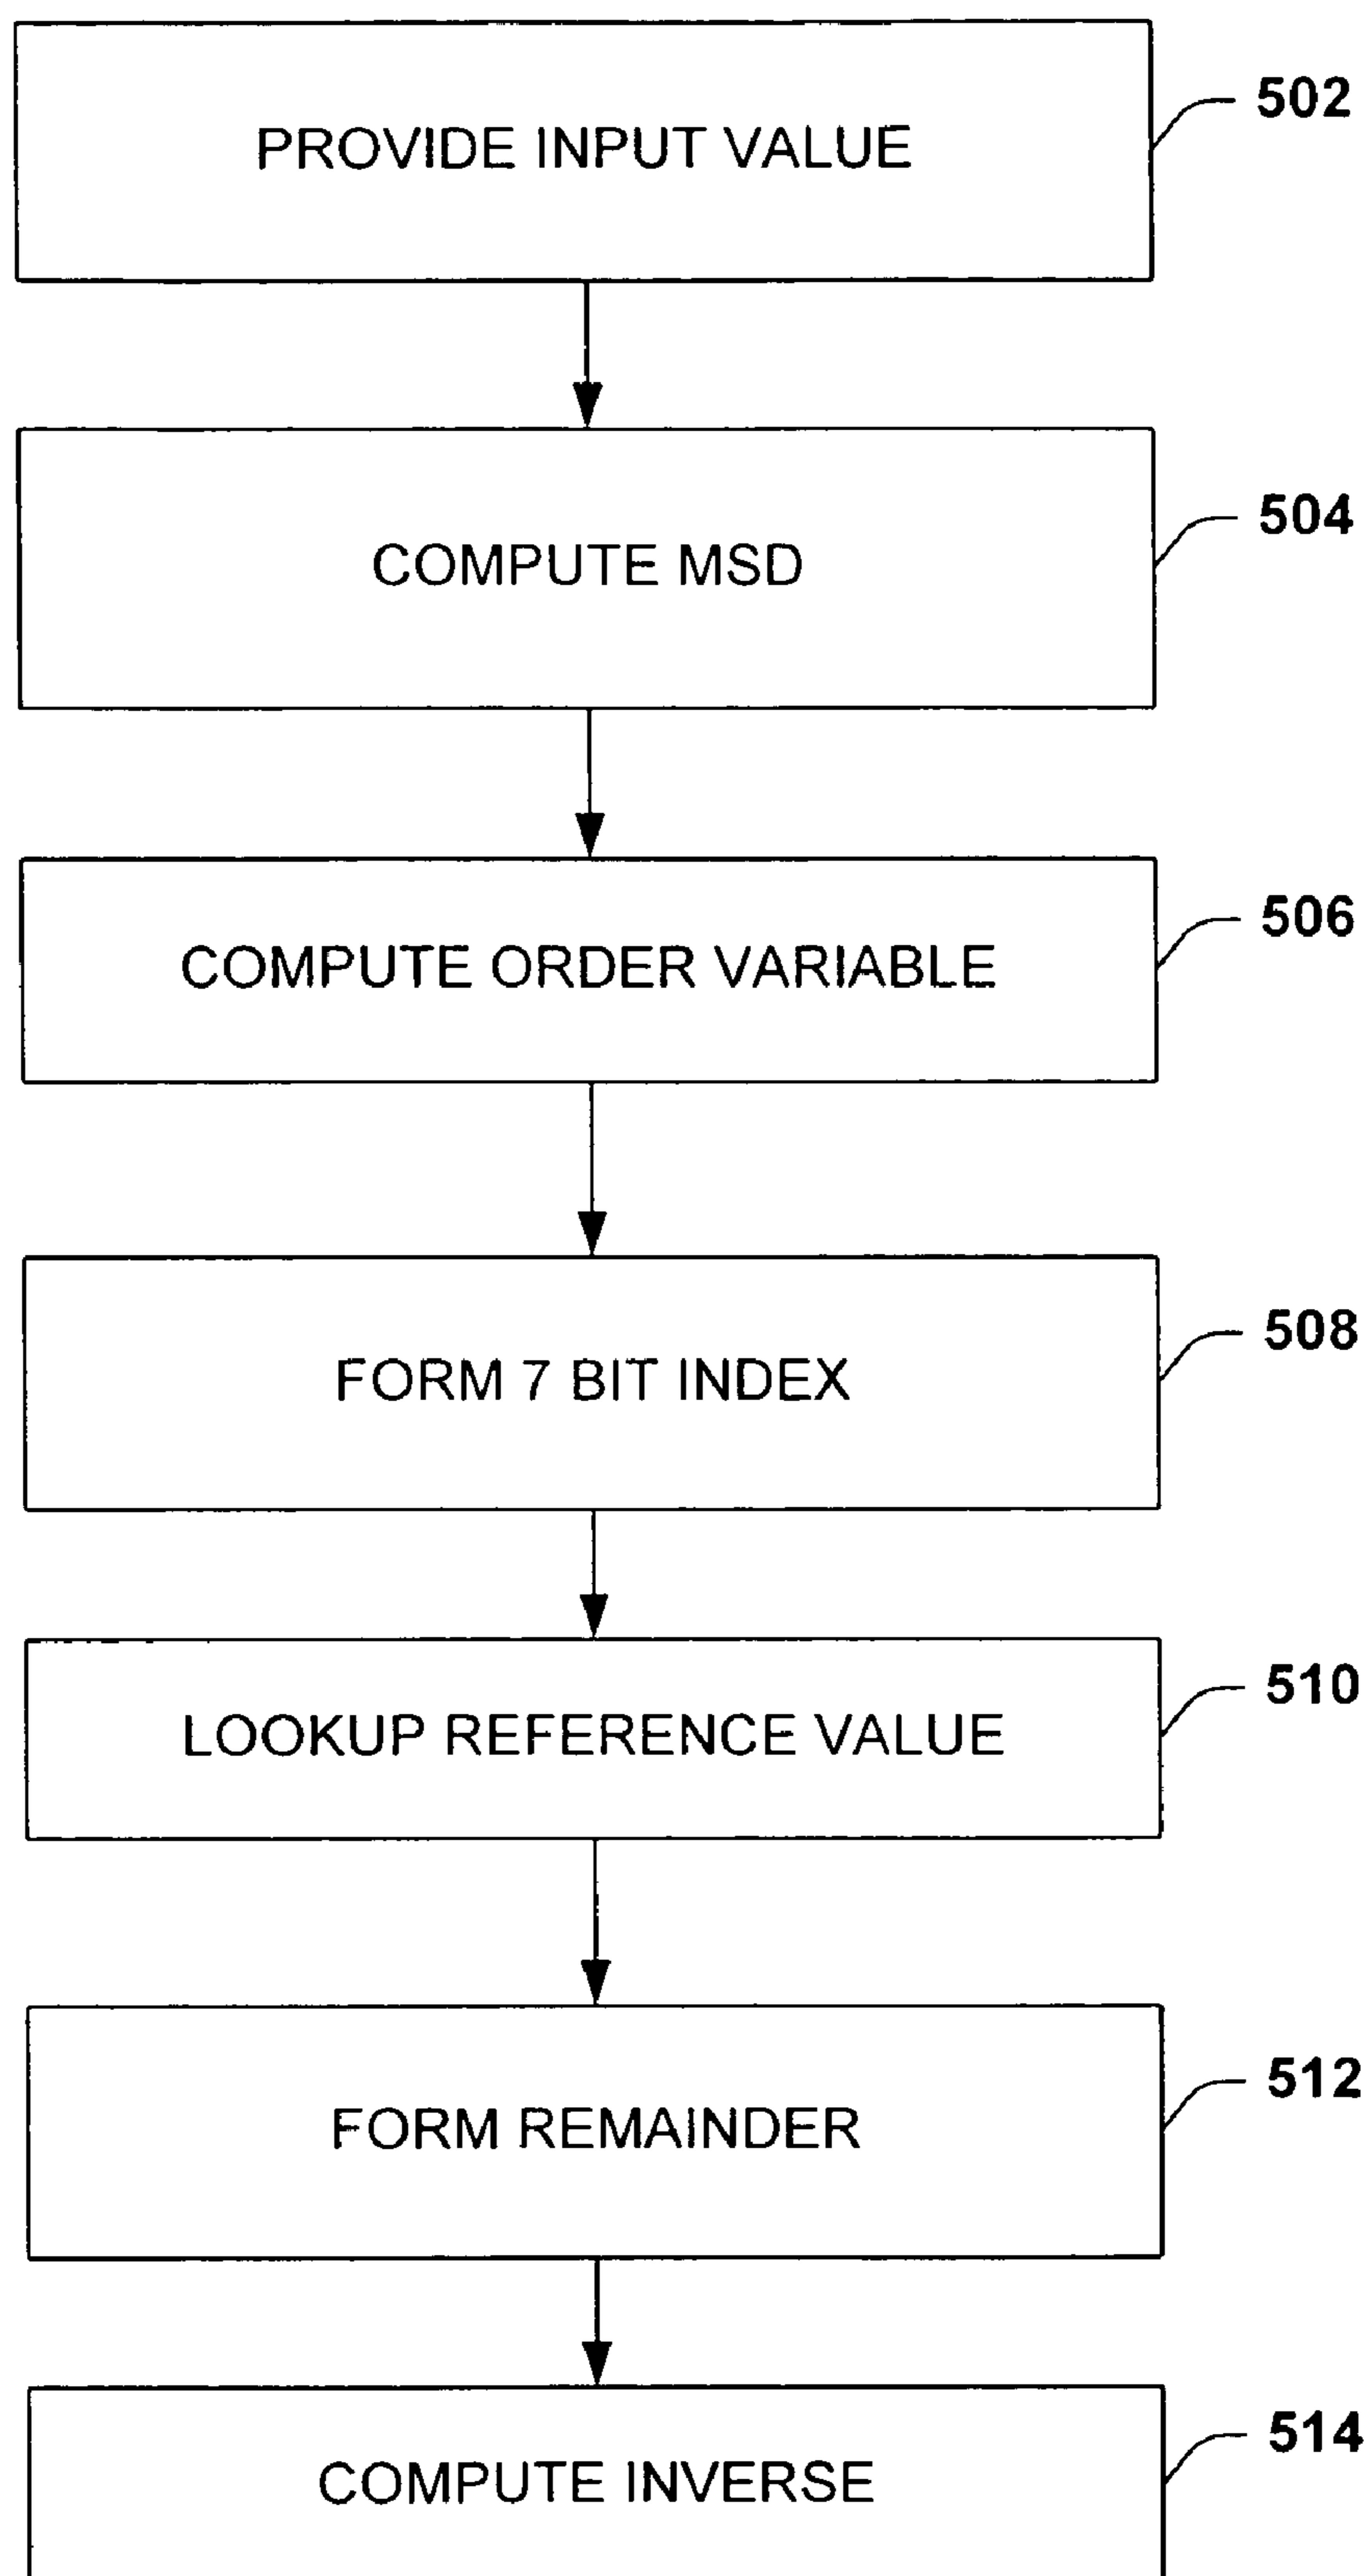 502
PROVIDE INPUT VALUE
504
COMPUTE MSD
506
COMPUTE ORDER VARIABLE
508
FORM 7 BIT INDEX
510
LOOKUP REFERENCE VALUE
512
FORM REMAINDER
514
COMPUTE INVERSE